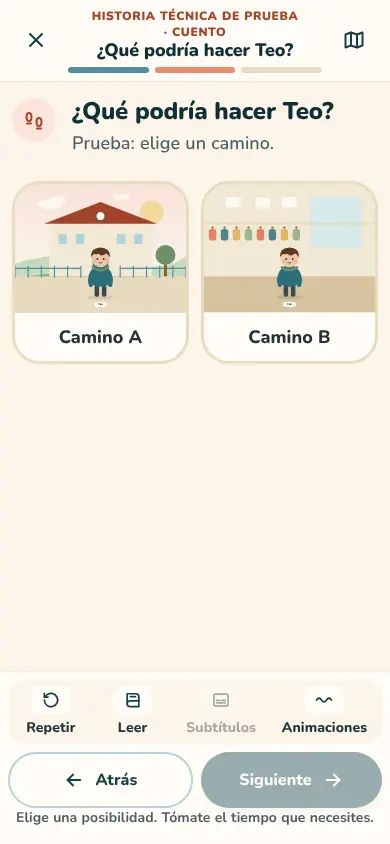 HISTORIA TÉCNICA DE PRUEBA
· CUENTO
¿Qué podría hacer Teo?
¿Qué podría hacer Teo?
Prueba: elige un camino.
Camino A
Camino B
Repetir
Leer
Subtítulos
Animaciones
← Atrás
Siguiente →
Elige una posibilidad. Tómate el tiempo que necesites.